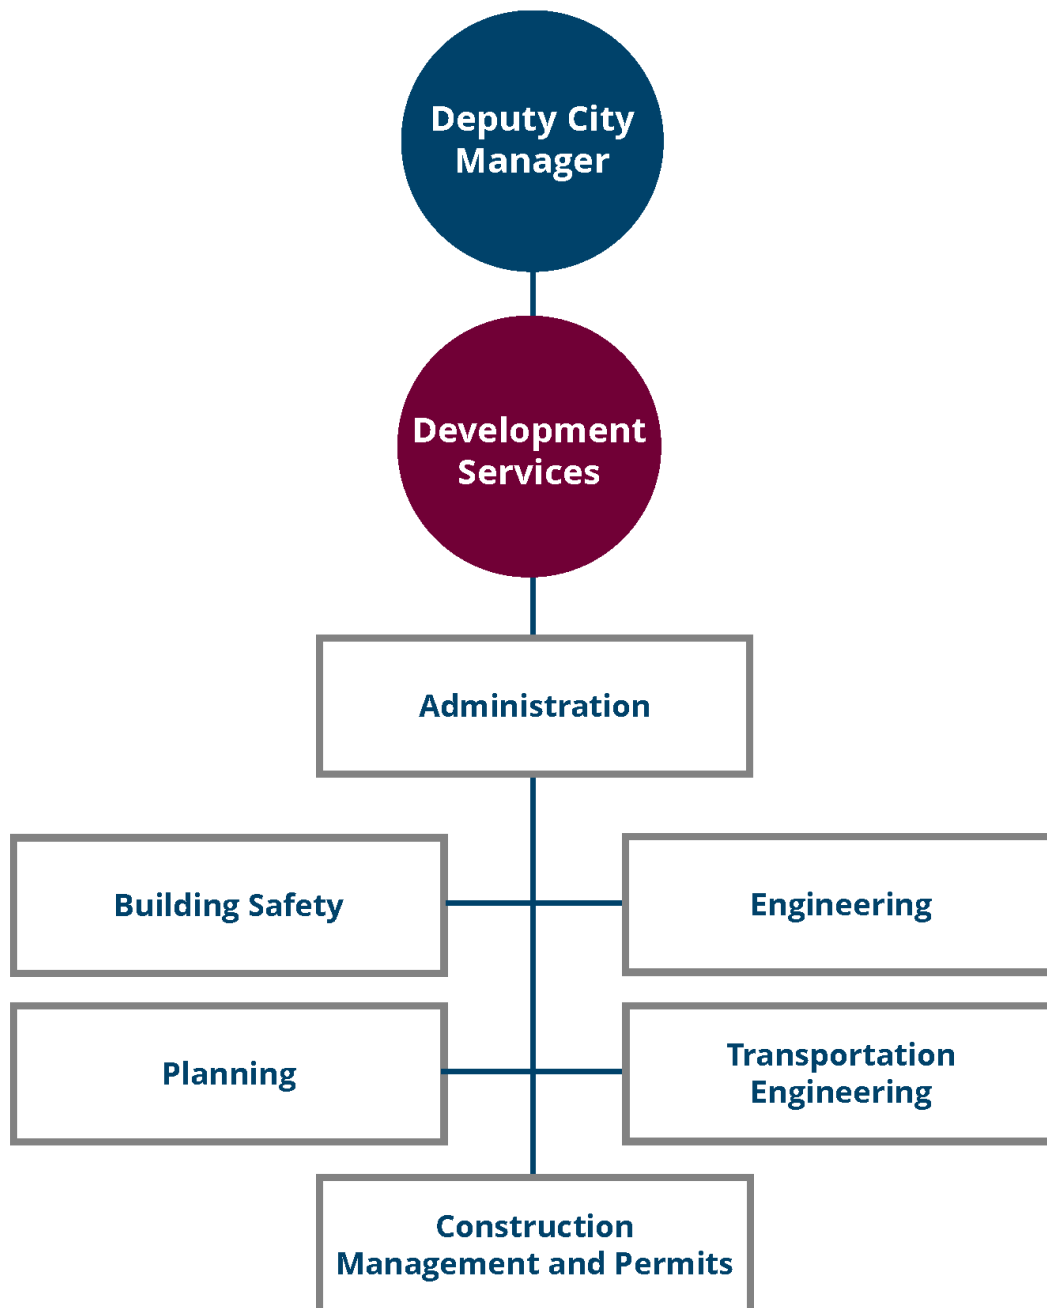 Deputy City
Manager
Development
Services
Administration
Building Safety
Engineering
Planning
Transportation
Engineering
Construction
Management and Permits